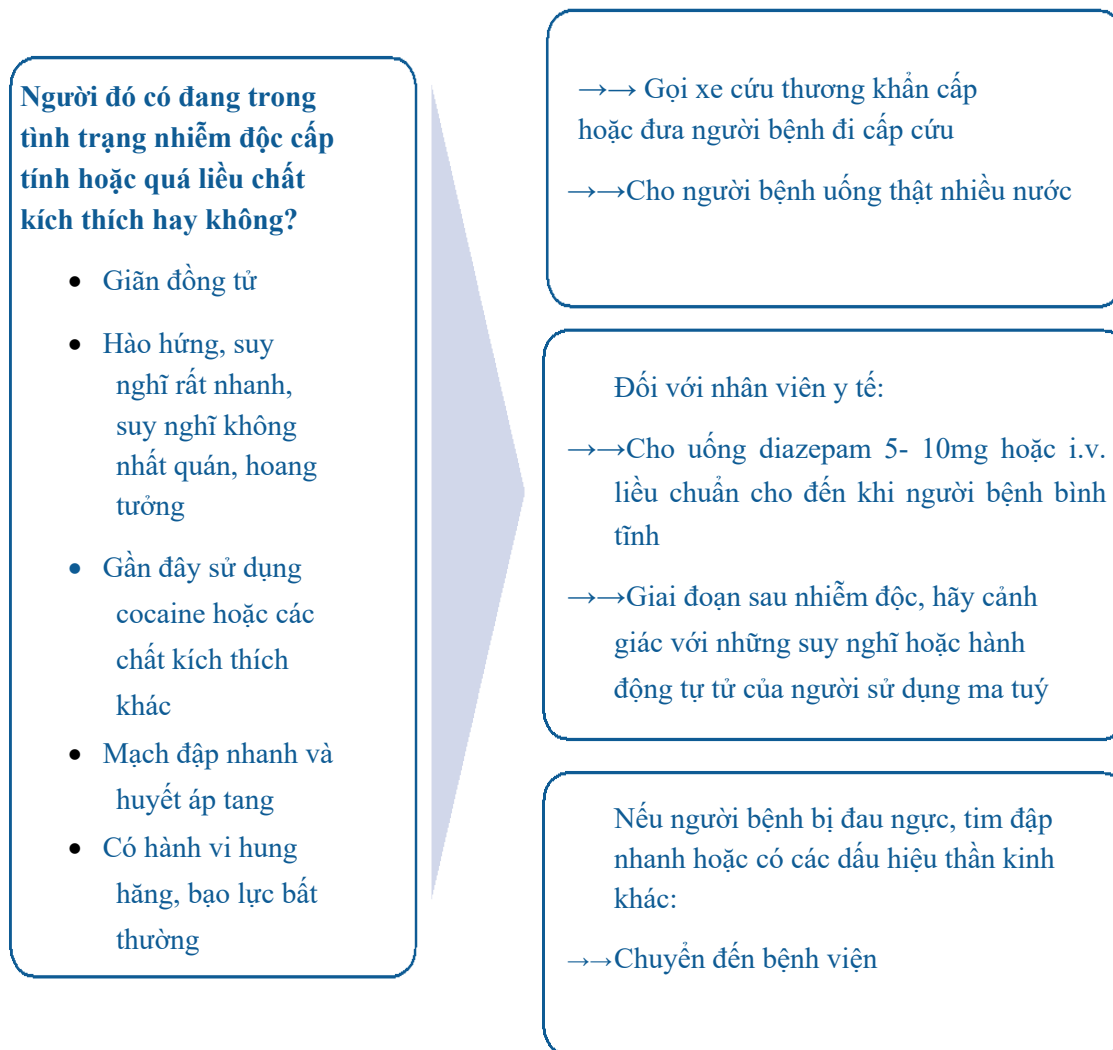 Người đó có đang trong
tình trạng nhiễm độc cấp
tính hoặc quá liều chất
kích thích hay không?
• Giãn đồng tử
• Hào hứng, suy
nghĩ rất nhanh,
suy nghĩ không
nhất quán, hoang
tưởng
• Gần đây sử dụng
cocaine hoặc các
chất kích thích
khác
• Mạch đập nhanh và
huyết áp tang
• Có hành vi hung
hăng, bạo lực bất
thường
→→ Gọi xe cứu thương khẩn cấp
hoặc đưa người bệnh đi cấp cứu
→→Cho người bệnh uống thật nhiều nước
Đối với nhân viên y tế:
→→Cho uống diazepam 5- 10mg hoặc i.v.
liều chuẩn cho đến khi người bệnh bình
tĩnh
→→Giai đoạn sau nhiễm độc, hãy cảnh
giác với những suy nghĩ hoặc hành
động tự tử của người sử dụng ma tuý
Nếu người bệnh bị đau ngực, tim đập
nhanh hoặc có các dấu hiệu thần kinh
khác:
→→Chuyển đến bệnh viện